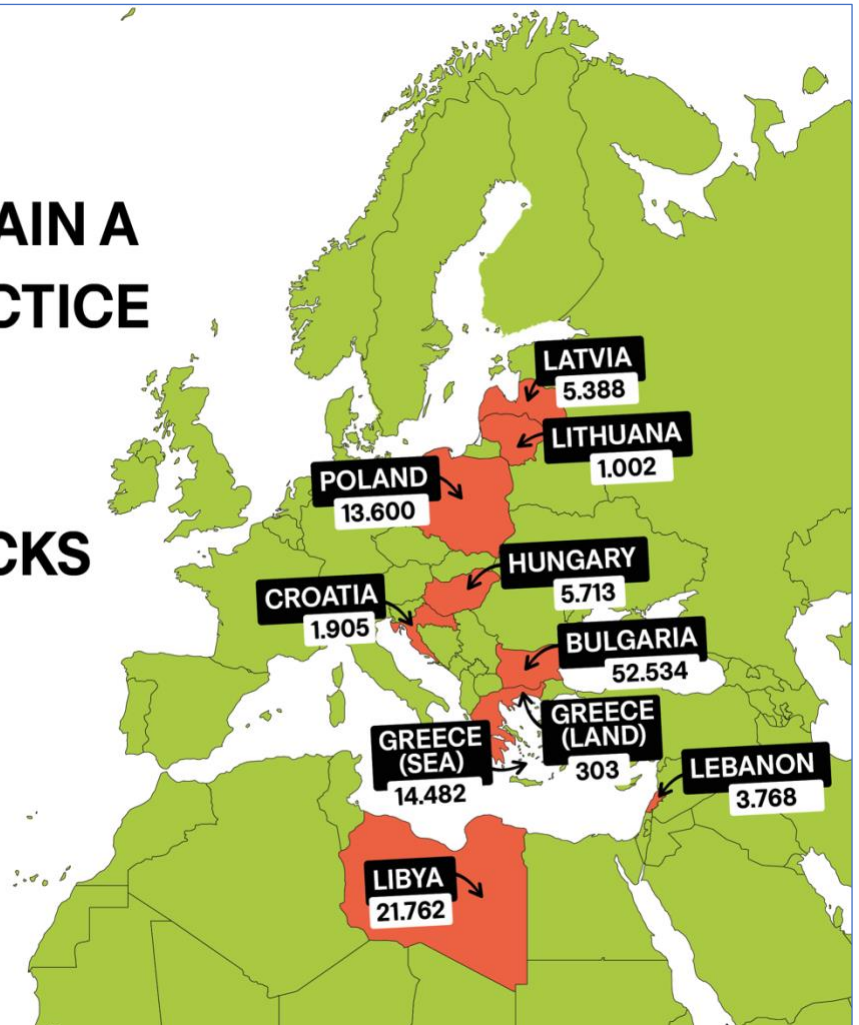 AIN A
CTICE
CKS
LATVIA
5.388
LITHUANA
1.002
POLAND
13.600
HUNGARY
5.713
CROATIA
1.905
BULGARIA
52.534
GREECE
(LAND)
303
GREECE
(SEA)
14.482
LEBANON
3.768
LIBYA
21.762